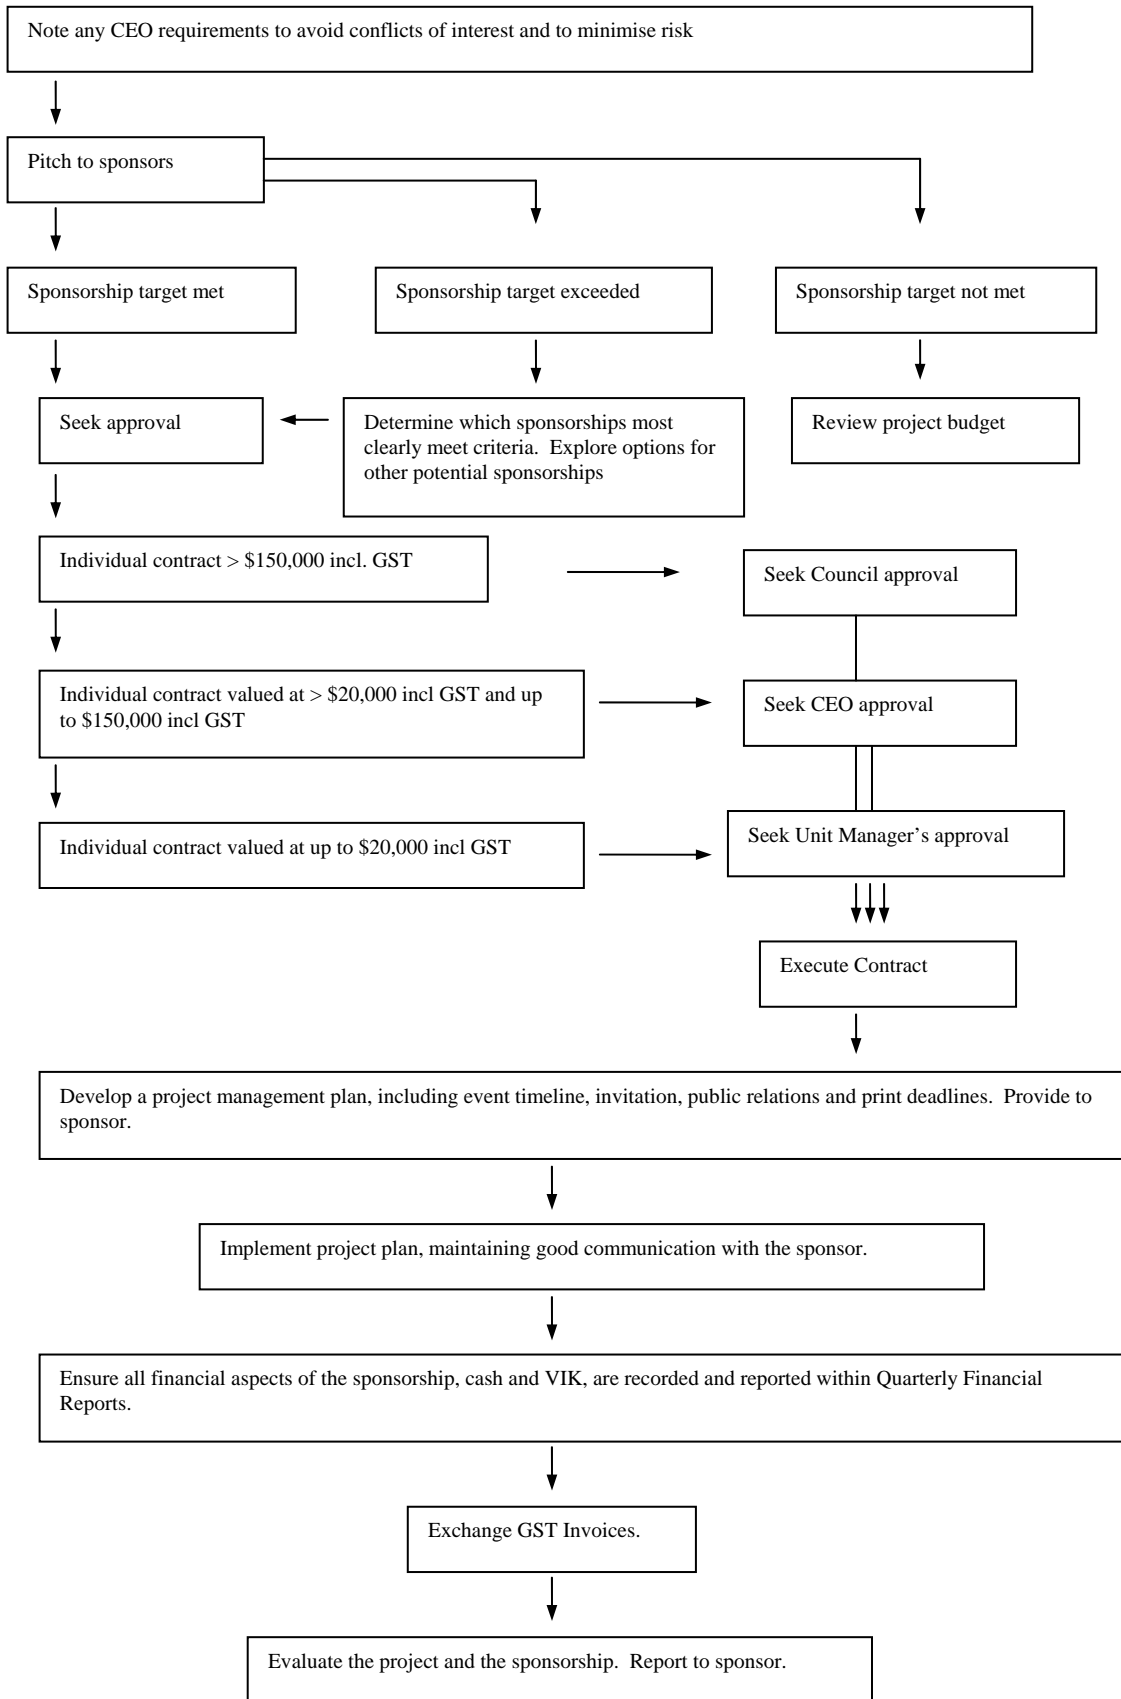 Note any CEO requirements to avoid conflicts of interest and to minimise risk
Pitch to sponsors
Sponsorship target met
Sponsorship target exceeded
Sponsorship target not met
Seek approval
Determine which sponsorships most
clearly meet criteria.  Explore options for
other potential sponsorships
Review project budget
Individual contract > $150,000 incl. GST
Seek Council approval
Individual contract valued at > $20,000 incl GST and up
to $150,000 incl GST
Seek CEO approval
Individual contract valued at up to $20,000 incl GST
Seek Unit Manager’s approval
Execute Contract
Develop a project management plan, including event timeline, invitation, public relations and print deadlines.  Provide to
sponsor.
Implement project plan, maintaining good communication with the sponsor.
Ensure all financial aspects of the sponsorship, cash and VIK, are recorded and reported within Quarterly Financial
Reports.
Exchange GST Invoices.
Evaluate the project and the sponsorship.  Report to sponsor.